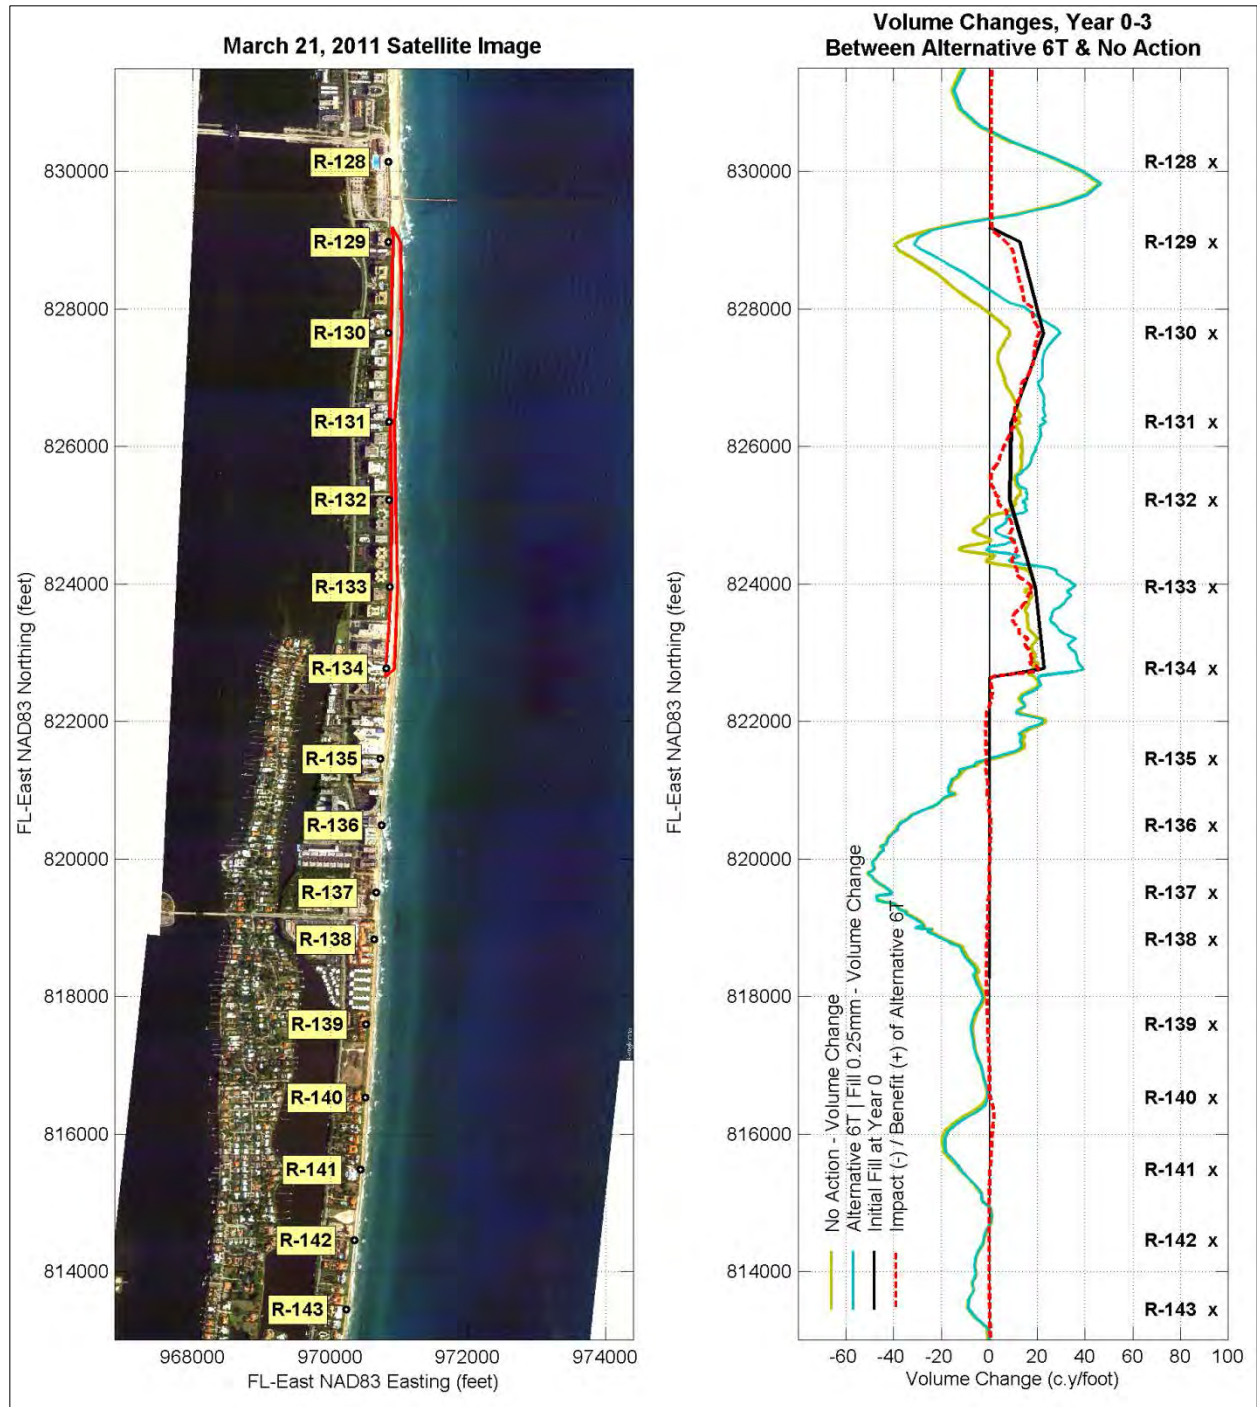 March 21, 2011 Satellite Image
FL-East NAD83 Northing (feet)
830000
828000
826000
824000
822000
820000
818000
816000
814000
R-128
R-129
R-130
R-131
R-132
R-133
R-134
R-135
R-136
R-137
R-138
R-139
R-140
R-141
R-142
R-143
968000 970000 972000 974000
FL-East NAD83 Easting (feet)
Volume Changes, Year 0-3
Between Alternative 6T & No Action
FL-East NAD83 Northing (feet)
830000
828000
826000
824000
822000
820000
818000
816000
814000
R-128 x
R-129 x
R-130 x
R-131 x
R-132 x
R-133 x
R-134 x
R-135 x
R-136 x
R-137 x
R-138 x
R-139 x
R-140 x
R-141 x
R-142 x
R-143 x
No Action - Volume Change
Alternative 6T | Fill 0.25mm - Volume Change
Initial Fill at Year 0
Impact (-) / Benefit (+) of Alternative 6T
-60 -40 -20 0 20 40 60 80 100
Volume Change (c.y/foot)